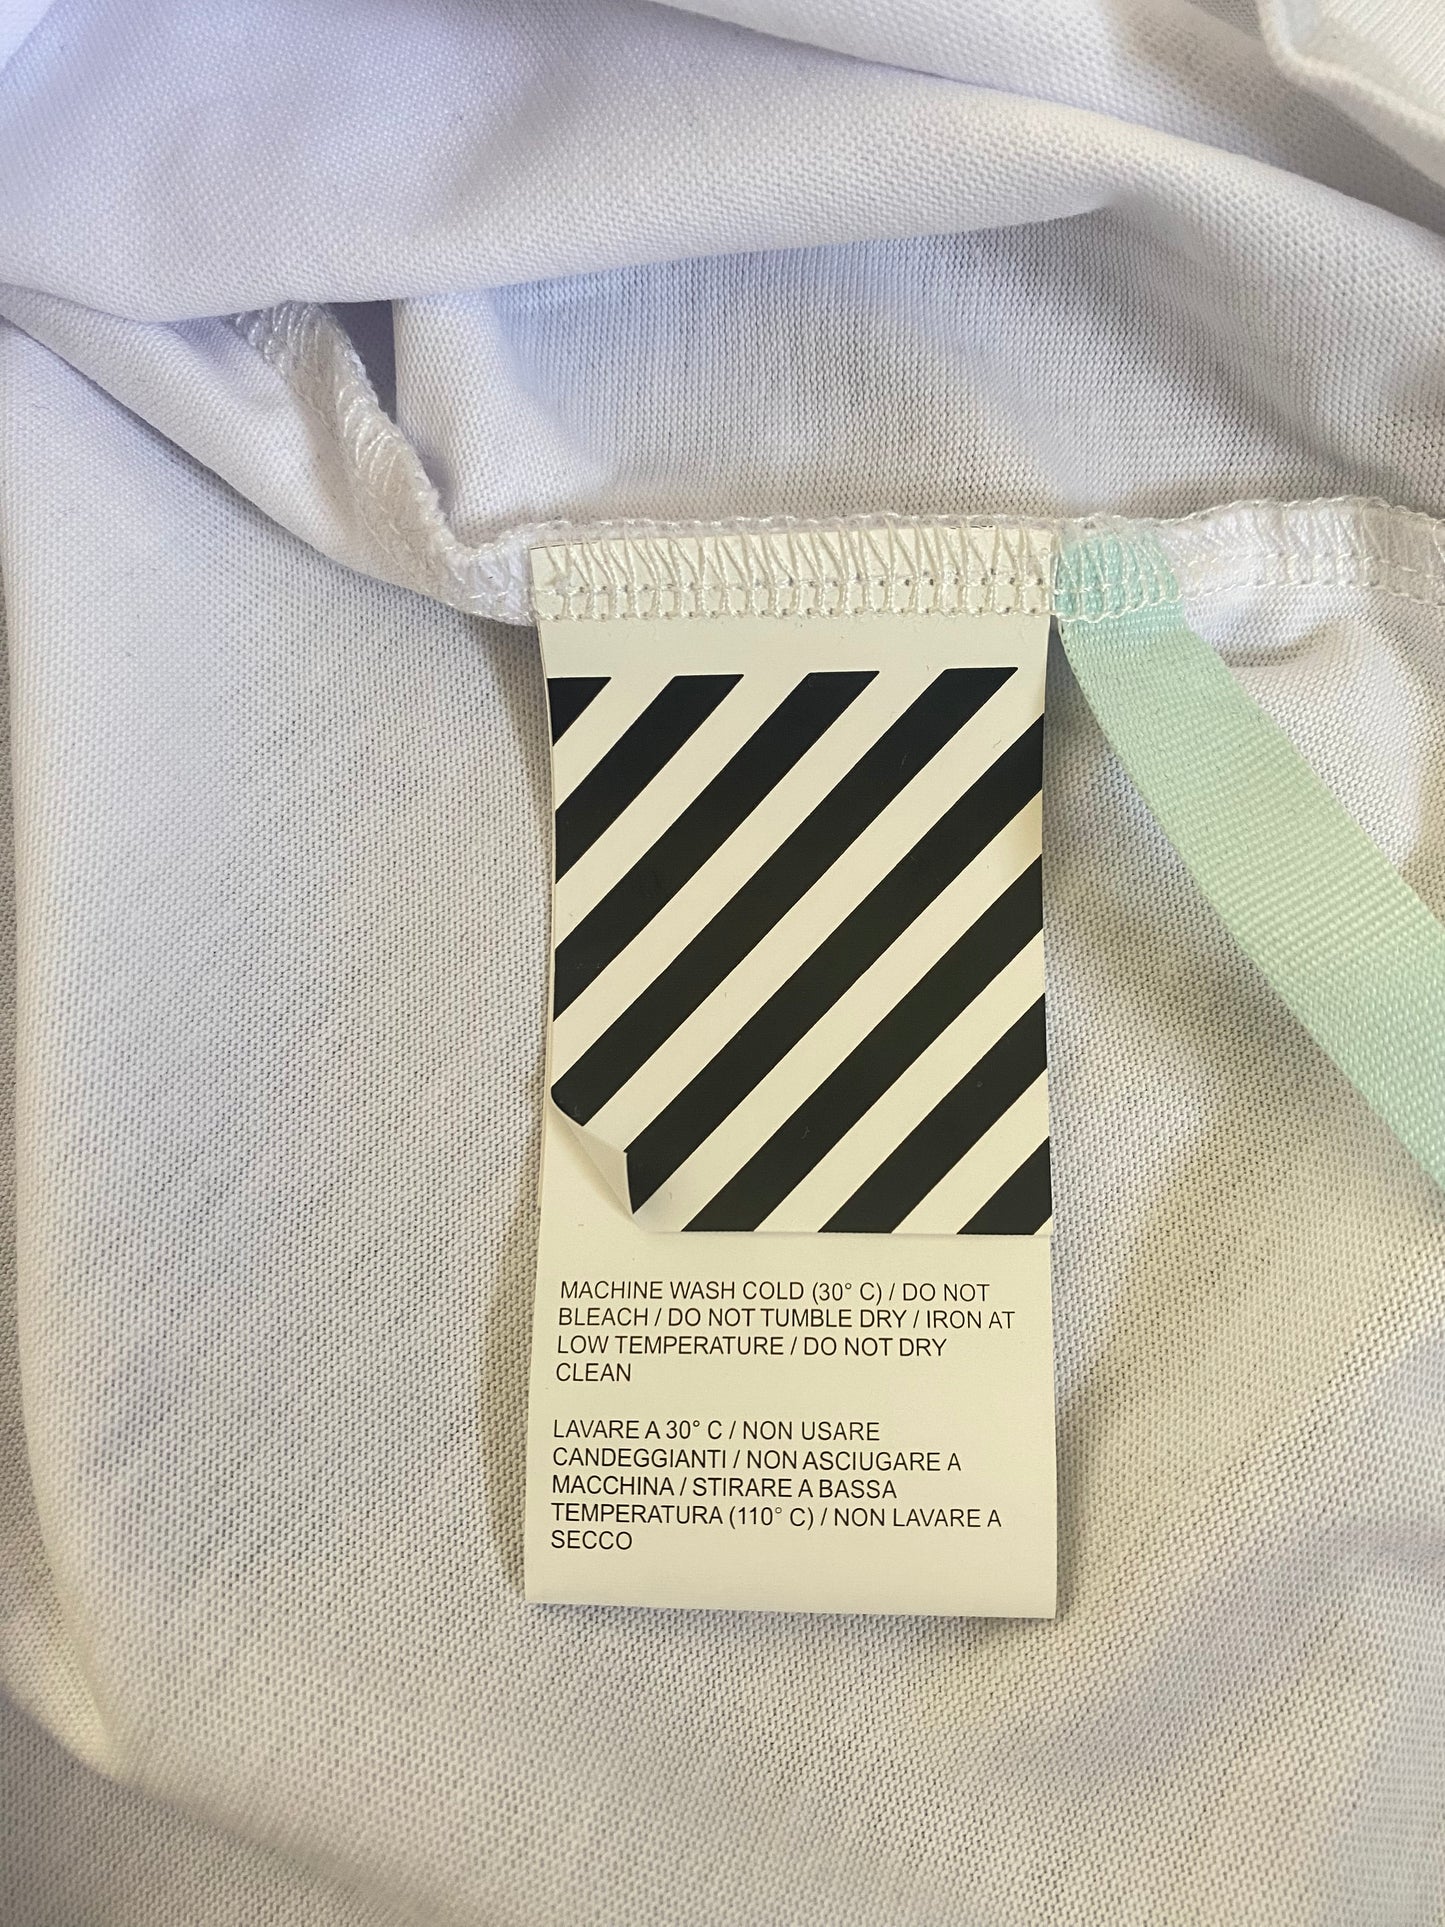 MACHINE WASH COLD (30° C) / DO NOT
BLEACH / DO NOT TUMBLE DRY / IRON AT
LOW TEMPERATURE / DO NOT DRY
CLEAN
LAVARE A 30° C / NON USARE
CANDEGGIANTI / NON ASCIUGARE A
MACCHINA / STIRARE A BASSA
TEMPERATURA (110° C) / NON LAVARE A
SECCO